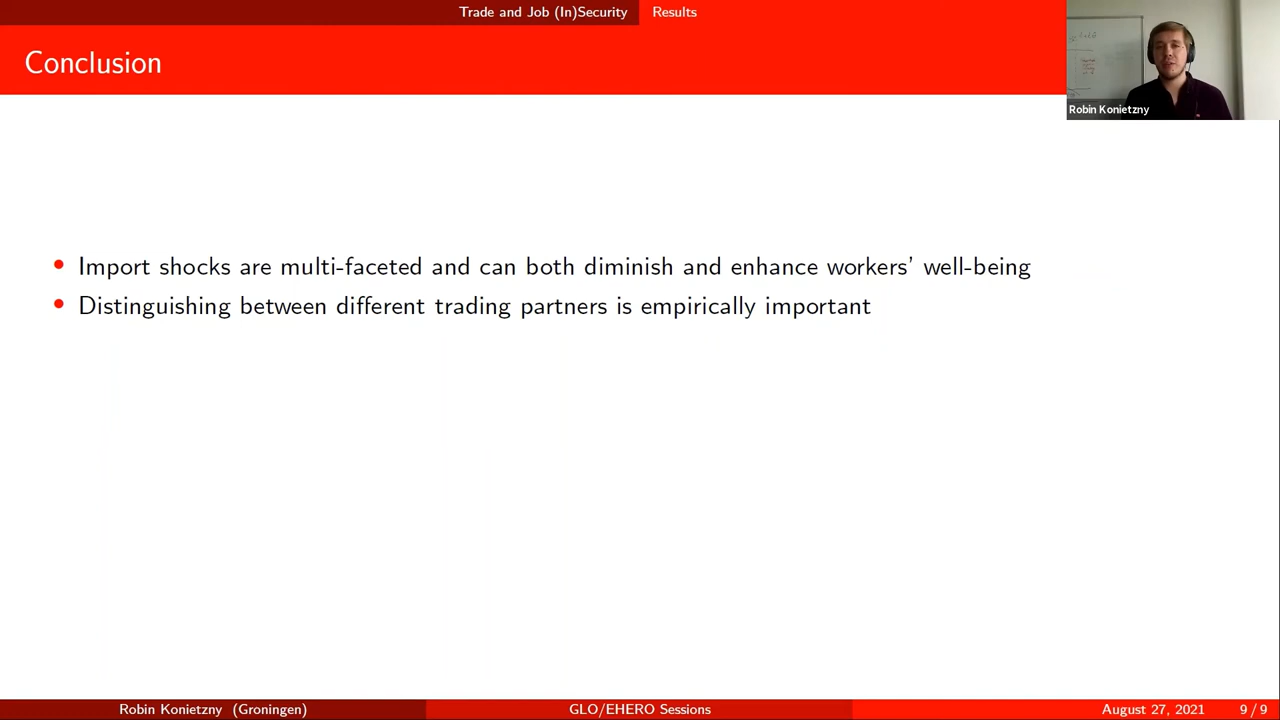 Trade and Job (In)Security Results
Conclusion
Robin Konietzny
• Import shocks are multi-faceted and can both diminish and enhance workers' well-being
• Distinguishing between different trading partners is empirically important
Robin Konietzny (Groningen) GLO/EHERO Sessions August 27, 2021 9 / 9